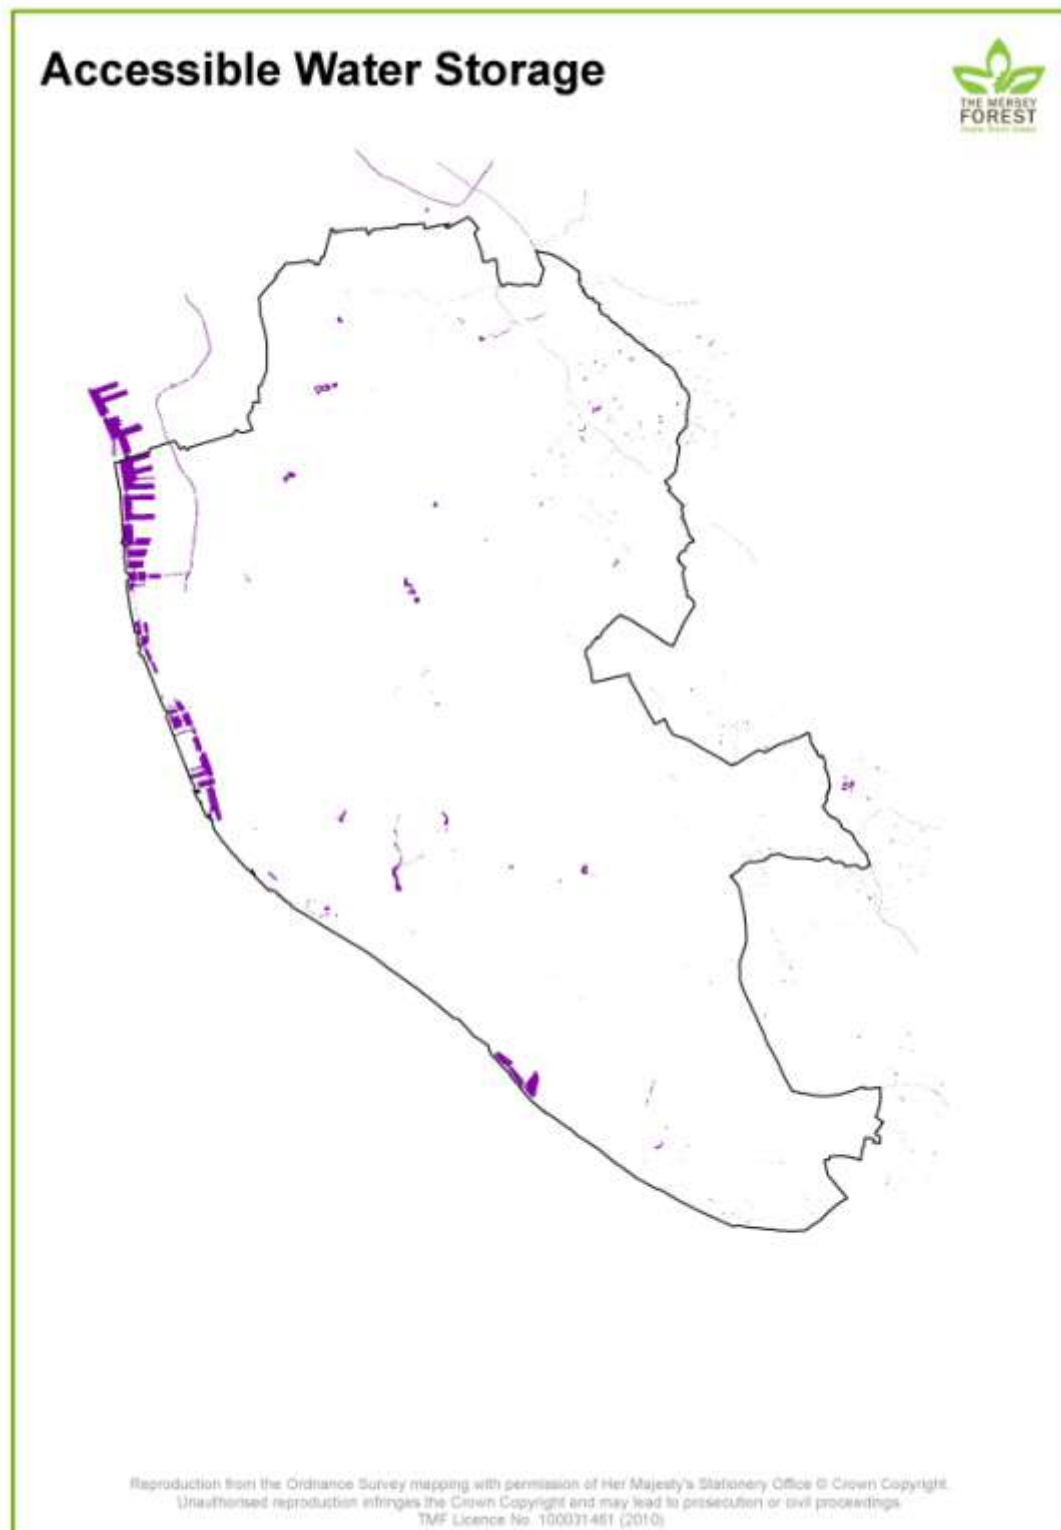 Accessible Water Storage
THE MERSEY
FOREST
Reproduction from the Ordnance Survey mapping with permission of Her Majesty's Stationery Office © Crown Copyright.
Unauthorised reproduction infringes the Crown Copyright and may lead to prosecution or civil proceedings
TMF Licence No. 100031461 (2010)